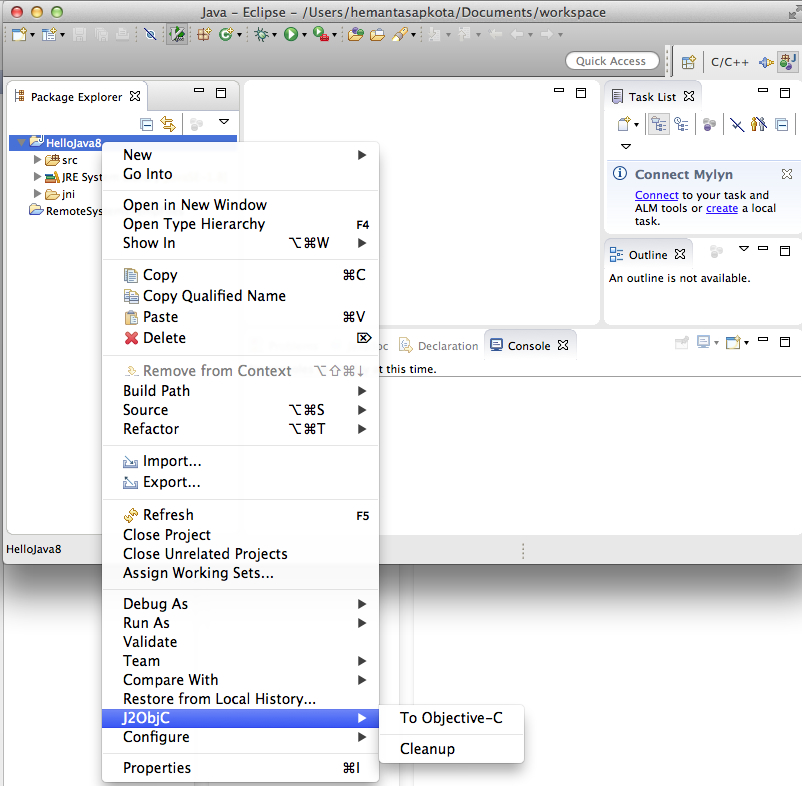 Java - Eclipse - /Users/hemantasapkota/Documents/workspace
Quick Access
C/C++
Package Explorer
HelloJava8
src
JRE Syst
jni
RemoteSys
Task List
Connect Mylyn
Connect to your task and
ALM tools or create a local
task.
Outline
An outline is not available.
Declaration
Console
t this time.
New
Go Into
Open in New Window
Open Type Hierarchy F4
Show In ⌥⌘W
Copy ⌘C
Copy Qualified Name
Paste ⌘V
Delete ⌦
Remove from Context ⌥⇧⌘↓
Build Path
Source ⌥⌘S
Refactor ⌥⌘T
Import...
Export...
Refresh F5
Close Project
Close Unrelated Projects
Assign Working Sets...
Debug As
Run As
Validate
Team
Compare With
Restore from Local History...
J2ObjC
Configure
Properties ⌘I
To Objective-C
Cleanup
HelloJava8